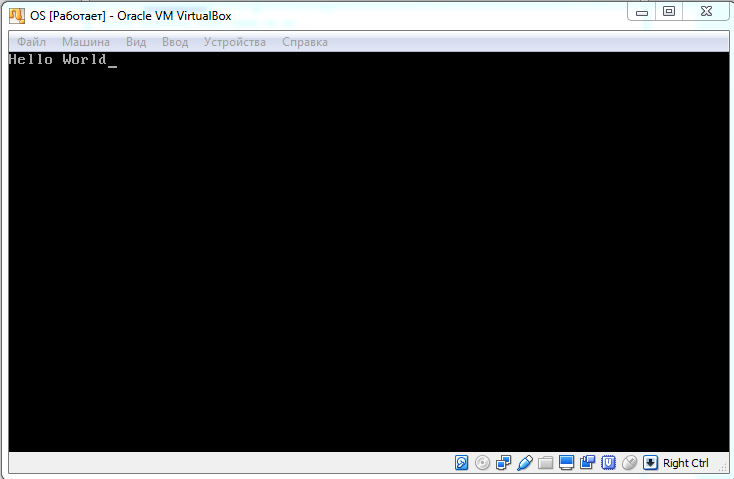 OS [Работает] - Oracle VM VirtualBox
Файл Машина Вид Ввод Устройства Справка
Hello World_
Right Ctrl